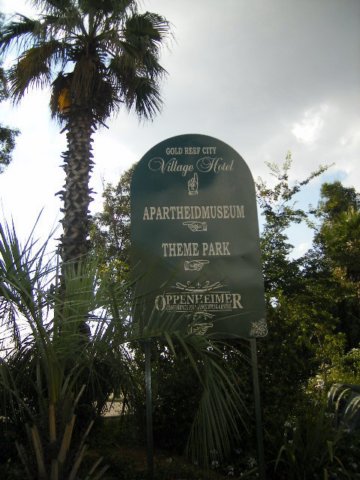 GOLD REEF CITY
Village Hotel
APARTHEIDMUSEUM
THEME PARK
OPPENHEIMER